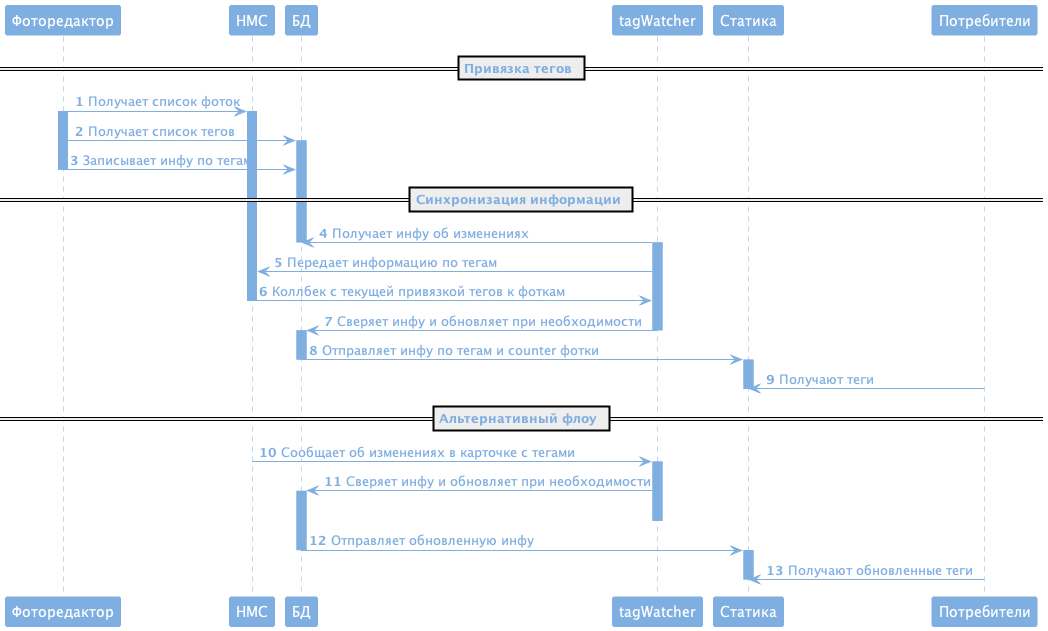 Фоторедактор НМС БД tagWatcher Статика Потребители
Привязка тегов
1 Получает список фоток
2 Получает список тегов
3 Записывает инфу по тегам
Синхронизация информации
4 Получает инфу об изменениях
5 Передает информацию по тегам
6 Коллбек с текущей привязкой тегов к фоткам
7 Сверяет инфу и обновляет при необходимости
8 Отправляет инфу по тегам и counter фотки
9 Получают теги
Альтернативный флоу
10 Сообщает об изменениях в карточке с тегами
11 Сверяет инфу и обновляет при необходимости
12 Отправляет обновленную инфу
13 Получают обновленные теги
Фоторедактор НМС БД tagWatcher Статика Потребители